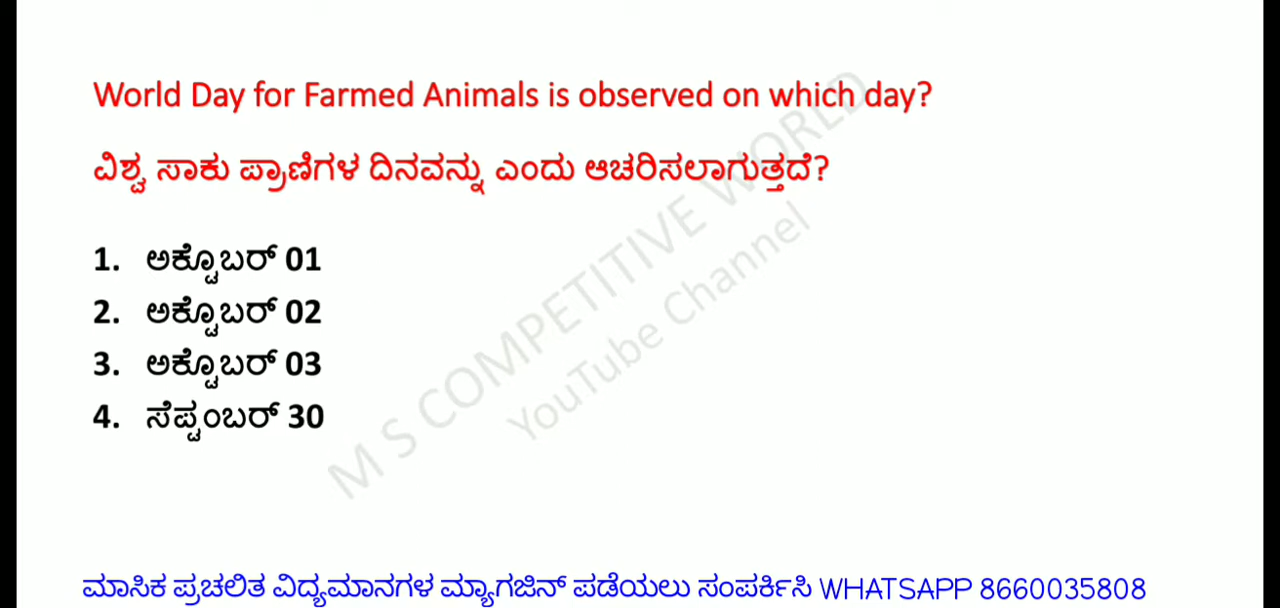 World Day for Farmed Animals is observed on which day?
ವಿಶ್ವ ಸಾಕು ಪ್ರಾಣಿಗಳ ದಿನವನ್ನು ಎಂದು ಆಚರಿಸಲಾಗುತ್ತದೆ?
1. ಅಕ್ಟೊಬರ್ 01
2. ಅಕ್ಟೊಬರ್ 02
3. ಅಕ್ಟೊಬರ್ 03
4. ಸೆಪ್ಟಂಬರ್ 30
M S COMPETITIVE WORLD
YouTube Channel
ಮಾಸಿಕ ಪ್ರಚಲಿತ ವಿದ್ಯಮಾನಗಳ ಮ್ಯಾಗಜಿನ್ ಪಡೆಯಲು ಸಂಪರ್ಕಿಸಿ WHATSAPP 8660035808